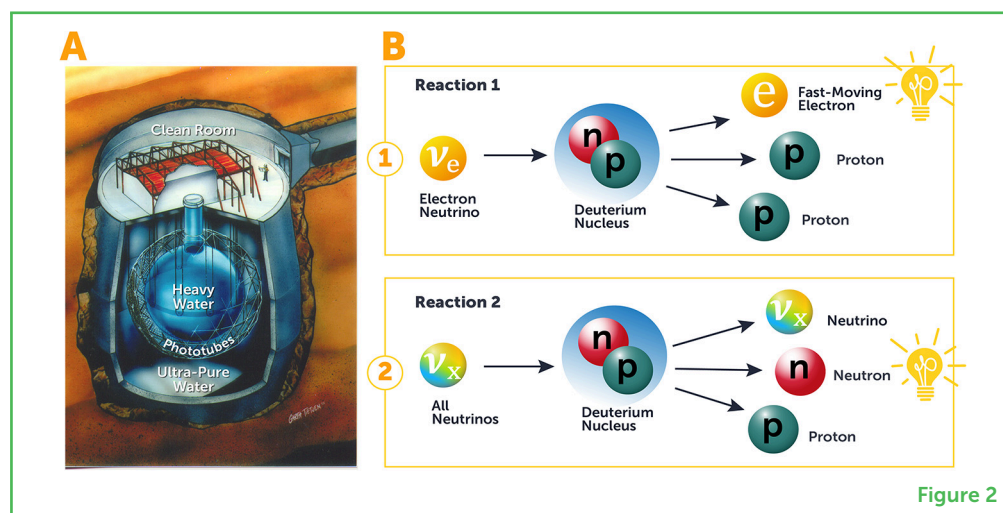 A
Clean Room
Heavy
Water
Phototubes
Ultra-Pure
Water
B
Reaction 1
1
νe
Electron
Neutrino
n
p
Deuterium
Nucleus
e
Fast-Moving
Electron
p
Proton
p
Proton
Reaction 2
2
νx
All
Neutrinos
n
p
Deuterium
Nucleus
νx
Neutrino
n
Neutron
p
Proton
Figure 2